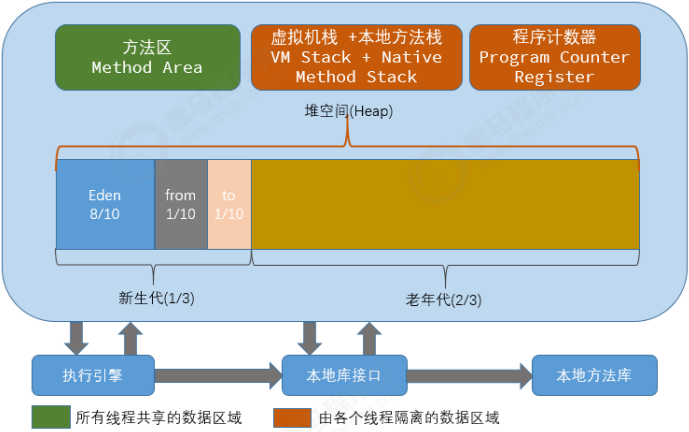 方法区
Method Area
虚拟机栈 +本地方法栈
VM Stack + Native
Method Stack
程序计数器
Program Counter
Register
堆空间(Heap)
Eden
8/10
from
1/10
to
1/10
新生代(1/3)
老年代(2/3)
执行引擎
本地库接口
本地方法库
所有线程共享的数据区域
由各个线程隔离的数据区域